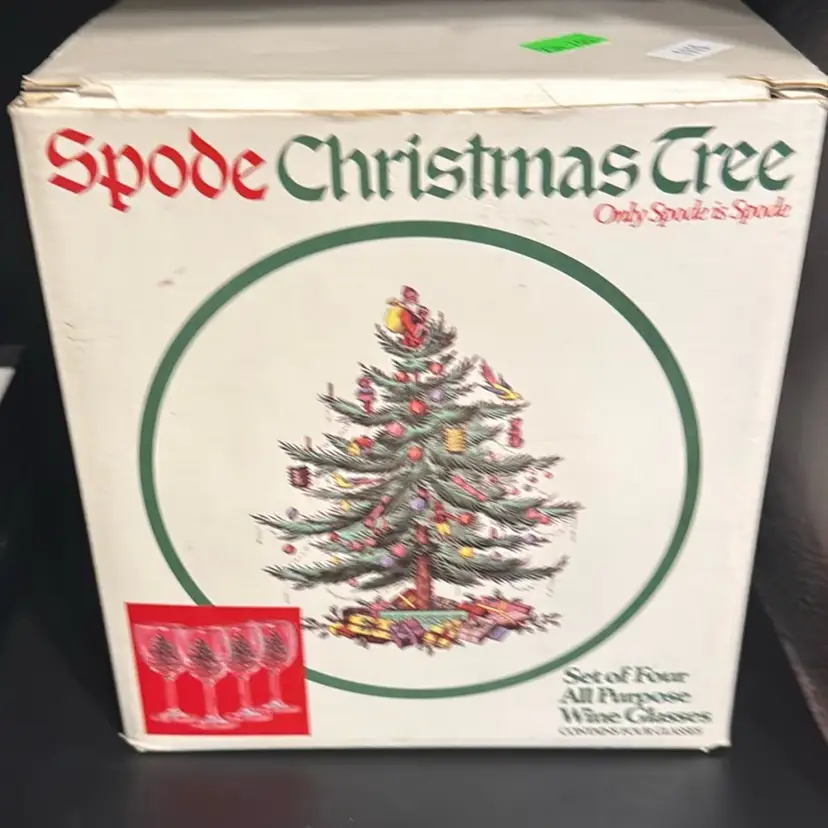 Spode Christmas Tree
Only Spode is Spode
Set of Four
All Purpose
Wine Glasses
CONTAINS FOUR GLASSES